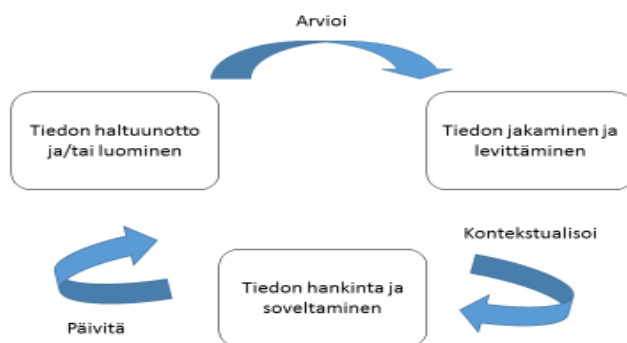 Arvioi
Tiedon haltuunotto
ja/tai luominen
Tiedon jakaminen ja
levittäminen
Kontekstualisoi
Tiedon hankinta ja
soveltaminen
Päivitä